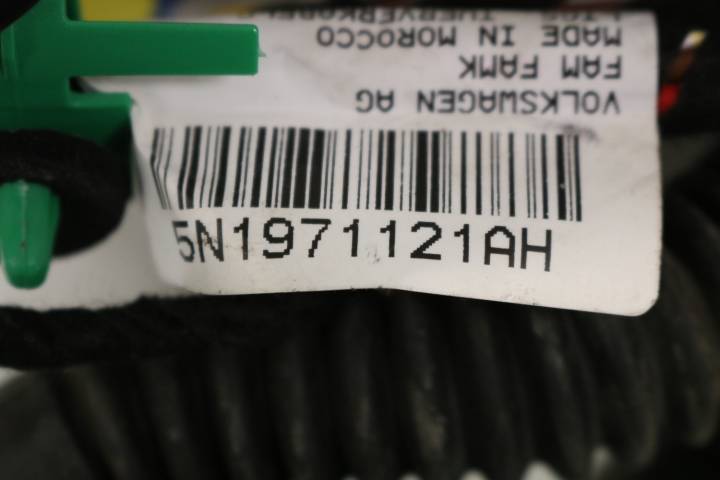 5N1971121AH
VOLKSWAGEN AG
FAM FAMK
MADE IN MOROCCO